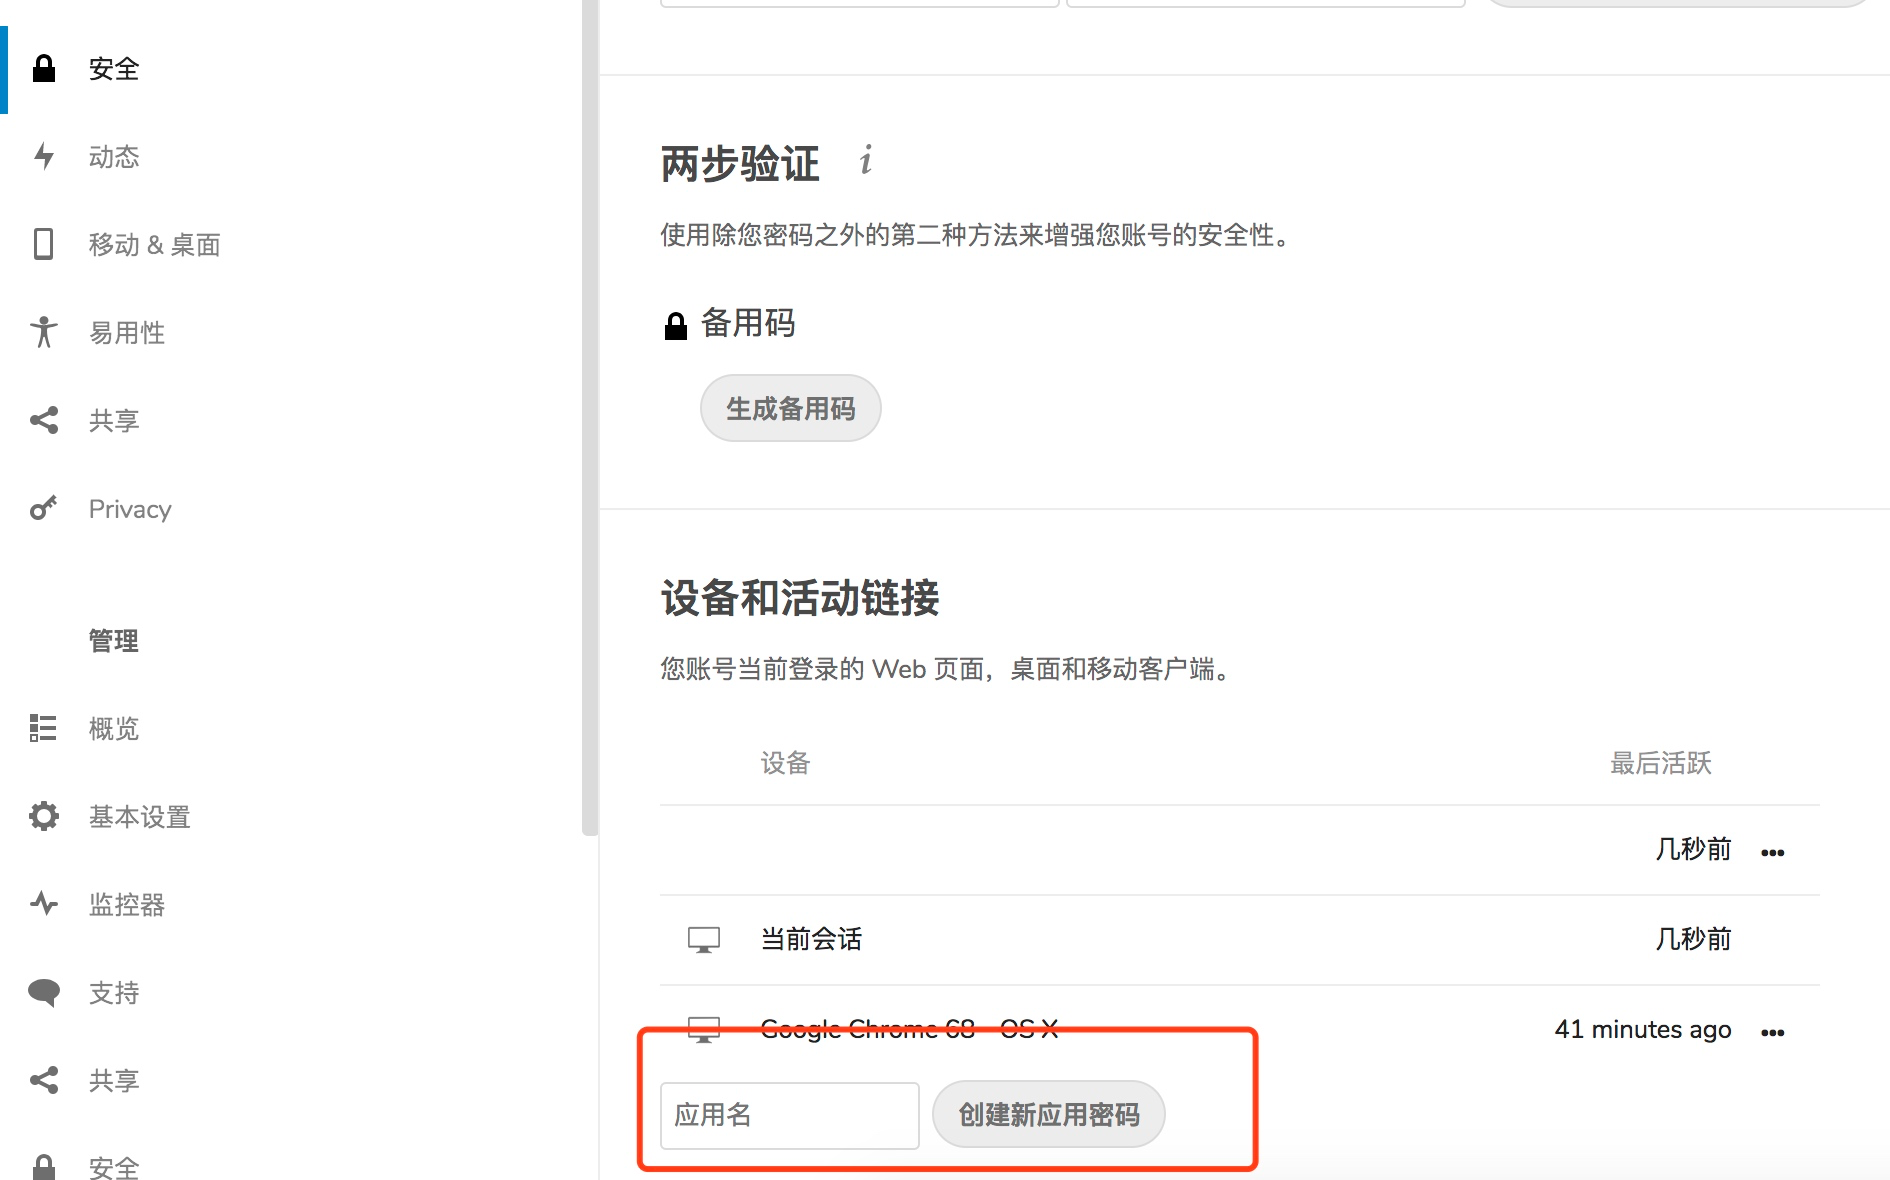 安全
动态
移动 & 桌面
易用性
共享
Privacy
管理
概览
基本设置
监控器
支持
共享
安全
两步验证 i
使用除您密码之外的第二种方法来增强您账号的安全性。
备用码
生成备用码
设备和活动链接
您账号当前登录的 Web 页面，桌面和移动客户端。
设备 最后活跃
几秒前
当前会话 几秒前
Google Chrome 68 - OS X 41 minutes ago
应用名 创建新应用密码